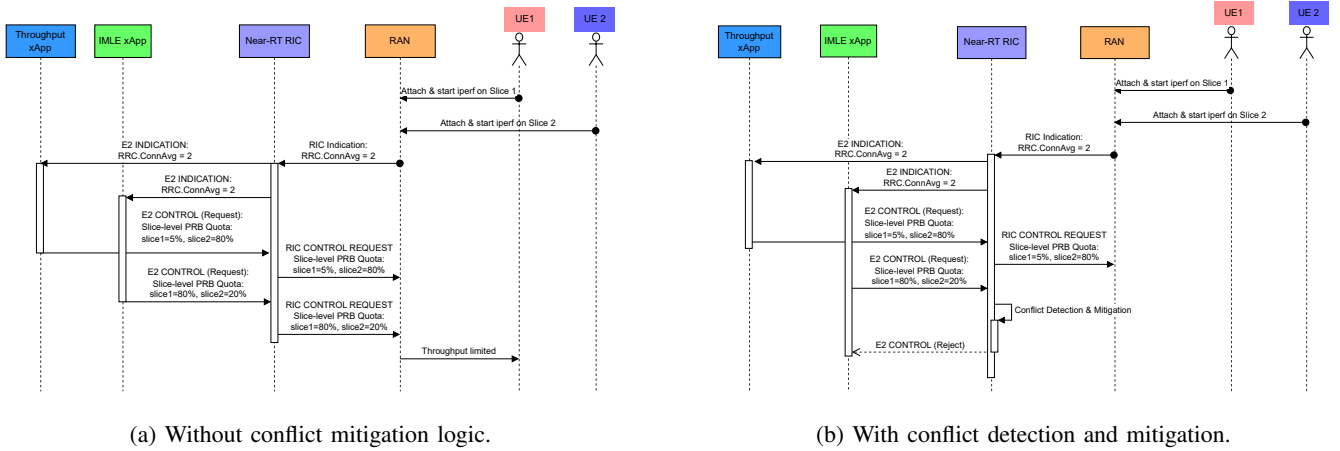 UE1
UE 2
Throughput
xApp
IMLE xApp
Near-RT RIC
RAN
Attach & start iperf on Slice 1
Attach & start iperf on Slice 2
E2 INDICATION:
RRC.ConnAvg = 2
RIC Indication:
RRC.ConnAvg = 2
E2 INDICATION:
RRC.ConnAvg = 2
E2 CONTROL (Request):
Slice-level PRB Quota:
slice1=5%, slice2=80%
RIC CONTROL REQUEST
Slice-level PRB Quota:
slice1=5%, slice2=80%
E2 CONTROL (Request):
Slice-level PRB Quota:
slice1=80%, slice2=20%
RIC CONTROL REQUEST
Slice-level PRB Quota:
slice1=80%, slice2=20%
Throughput limited
(a) Without conflict mitigation logic.
UE1
UE 2
Throughput
xApp
IMLE xApp
Near-RT RIC
RAN
Attach & start iperf on Slice 1
Attach & start iperf on Slice 2
E2 INDICATION:
RRC.ConnAvg = 2
RIC Indication:
RRC.ConnAvg = 2
E2 INDICATION:
RRC.ConnAvg = 2
E2 CONTROL (Request):
Slice-level PRB Quota:
slice1=5%, slice2=80%
RIC CONTROL REQUEST
Slice-level PRB Quota:
slice1=5%, slice2=80%
E2 CONTROL (Request):
Slice-level PRB Quota:
slice1=80%, slice2=20%
Conflict Detection & Mitigation
E2 CONTROL (Reject)
(b) With conflict detection and mitigation.